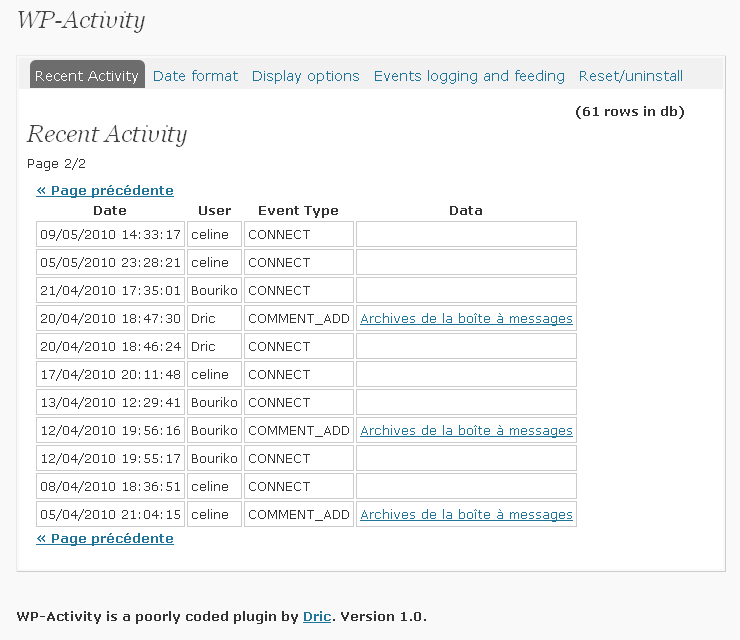 WP-Activity
Recent Activity Date format Display options Events logging and feeding Reset/uninstall
(61 rows in db)
Recent Activity
Page 2/2
« Page précédente
Date User Event Type Data
09/05/2010 14:33:17 celine CONNECT
05/05/2010 23:28:21 celine CONNECT
21/04/2010 17:35:01 Bouriko CONNECT
20/04/2010 18:47:30 Dric COMMENT_ADD Archives de la boîte à messages
20/04/2010 18:46:24 Dric CONNECT
17/04/2010 20:11:48 celine CONNECT
13/04/2010 12:29:41 Bouriko CONNECT
12/04/2010 19:56:16 Bouriko COMMENT_ADD Archives de la boîte à messages
12/04/2010 19:55:17 Bouriko CONNECT
08/04/2010 18:36:51 celine CONNECT
05/04/2010 21:04:15 celine COMMENT_ADD Archives de la boîte à messages
« Page précédente
WP-Activity is a poorly coded plugin by Dric. Version 1.0.